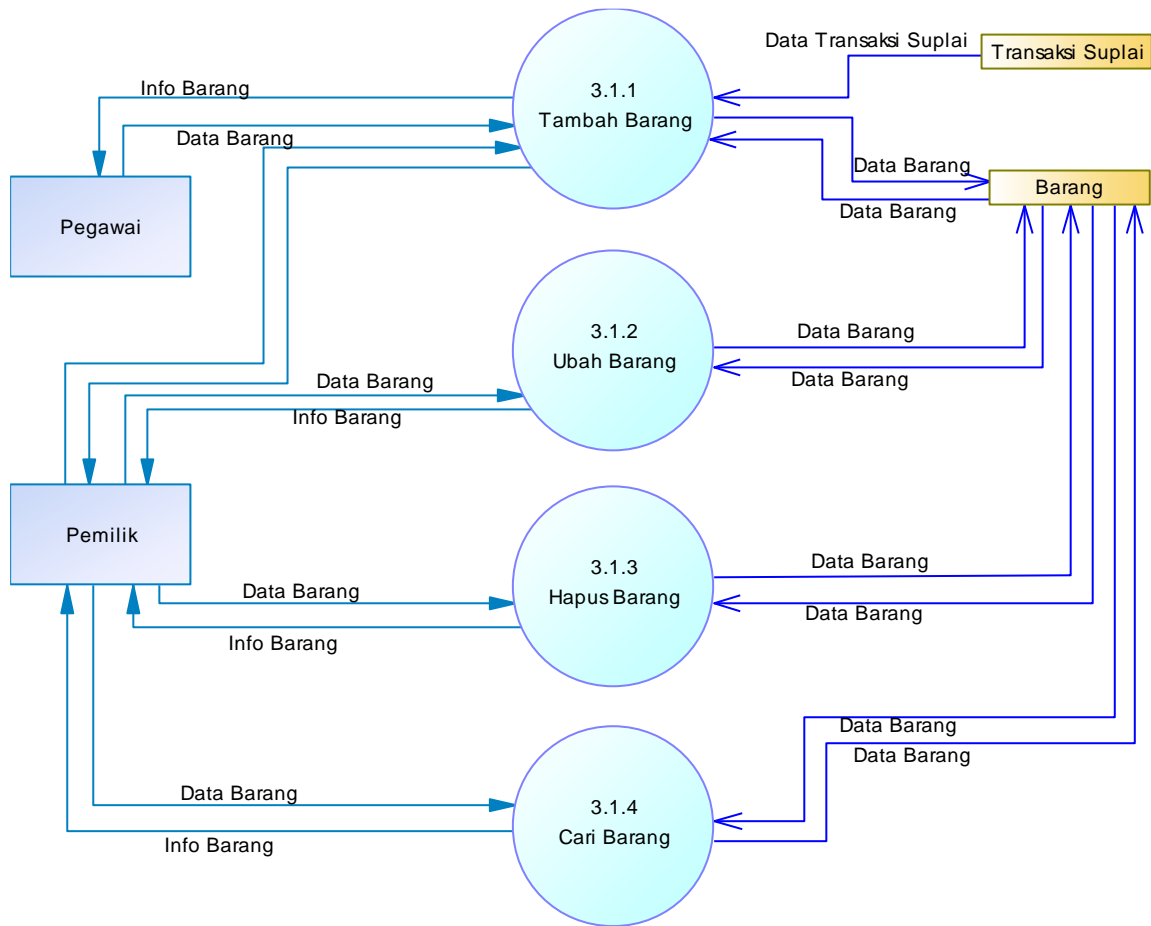 Data Transaksi Suplai
Transaksi Suplai
Info Barang
3.1.1
Tambah Barang
Data Barang
Data Barang
Barang
Data Barang
Pegawai
3.1.2
Ubah Barang
Data Barang
Data Barang
Data Barang
Info Barang
Pemilik
3.1.3
Hapus Barang
Data Barang
Data Barang
Data Barang
Info Barang
Data Barang
Data Barang
3.1.4
Cari Barang
Data Barang
Info Barang